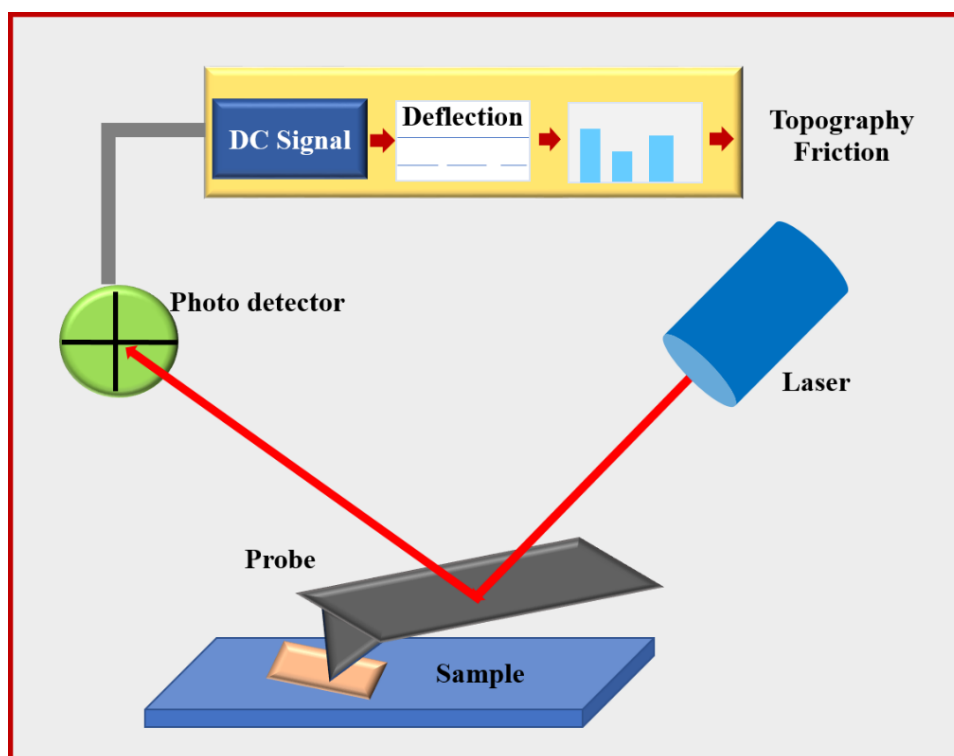 DC Signal
Deflection
Topography
Friction
Photo detector
Laser
Probe
Sample